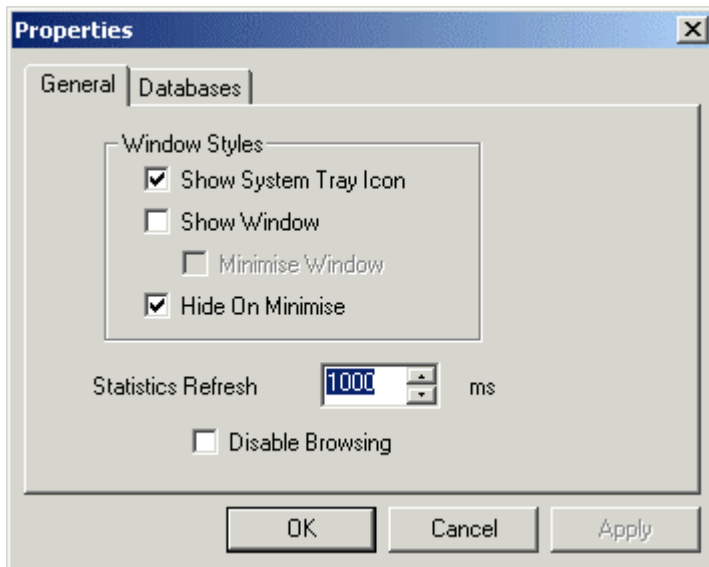 Properties
General Databases
Window Styles
Show System Tray Icon
Show Window
Minimise Window
Hide On Minimise
Statistics Refresh 1000 ms
Disable Browsing
OK Cancel Apply